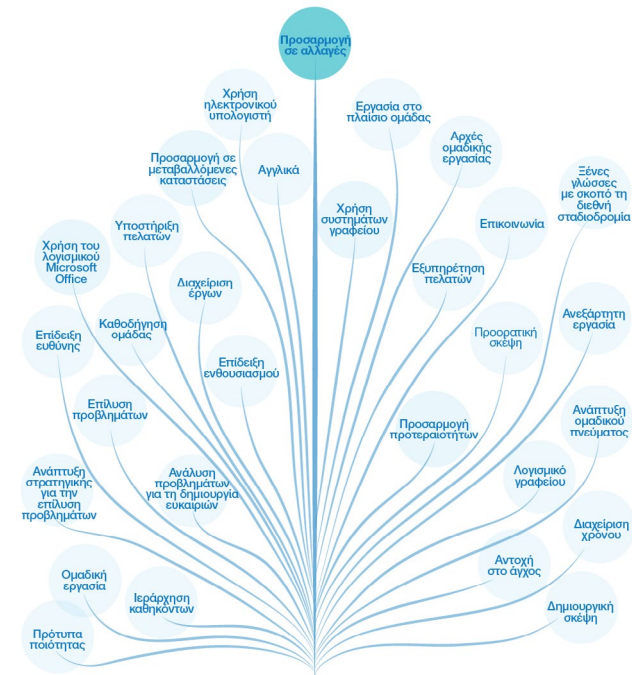 Προσαρμογή
σε αλλαγές
Χρήση
ηλεκτρονικού
υπολογιστή
Εργασία στο
πλαίσιο ομάδας
Αρχές
ομαδικής
εργασίας
Προσαρμογή σε
μεταβαλλόμενες
καταστάσεις
Αγγλικά
Ξένες
γλώσσες
με σκοπό τη
διεθνή
σταδιοδρομία
Χρήση
συστημάτων
γραφείου
Υποστήριξη
πελατών
Επικοινωνία
Χρήση του
λογισμικού
Microsoft
Office
Εξυπηρέτηση
πελατών
Διαχείριση
έργων
Καθοδήγηση
ομάδας
Ανεξάρτητη
εργασία
Επίδειξη
ευθύνης
Προορατική
σκέψη
Επίδειξη
ενθουσιασμού
Επίλυση
προβλημάτων
Προσαρμογή
προτεραιοτήτων
Ανάπτυξη
ομαδικού
πνεύματος
Ανάπτυξη
στρατηγικής
για την
επίλυση
προβλημάτων
Ανάλυση
προβλημάτων
για τη δημιουργία
ευκαιριών
Λογισμικό
γραφείου
Διαχείριση
χρόνου
Αντοχή
στο άγχος
Ομαδική
εργασία
Ιεράρχηση
καθηκόντων
Δημιουργική
σκέψη
Πρότυπα
ποιότητας